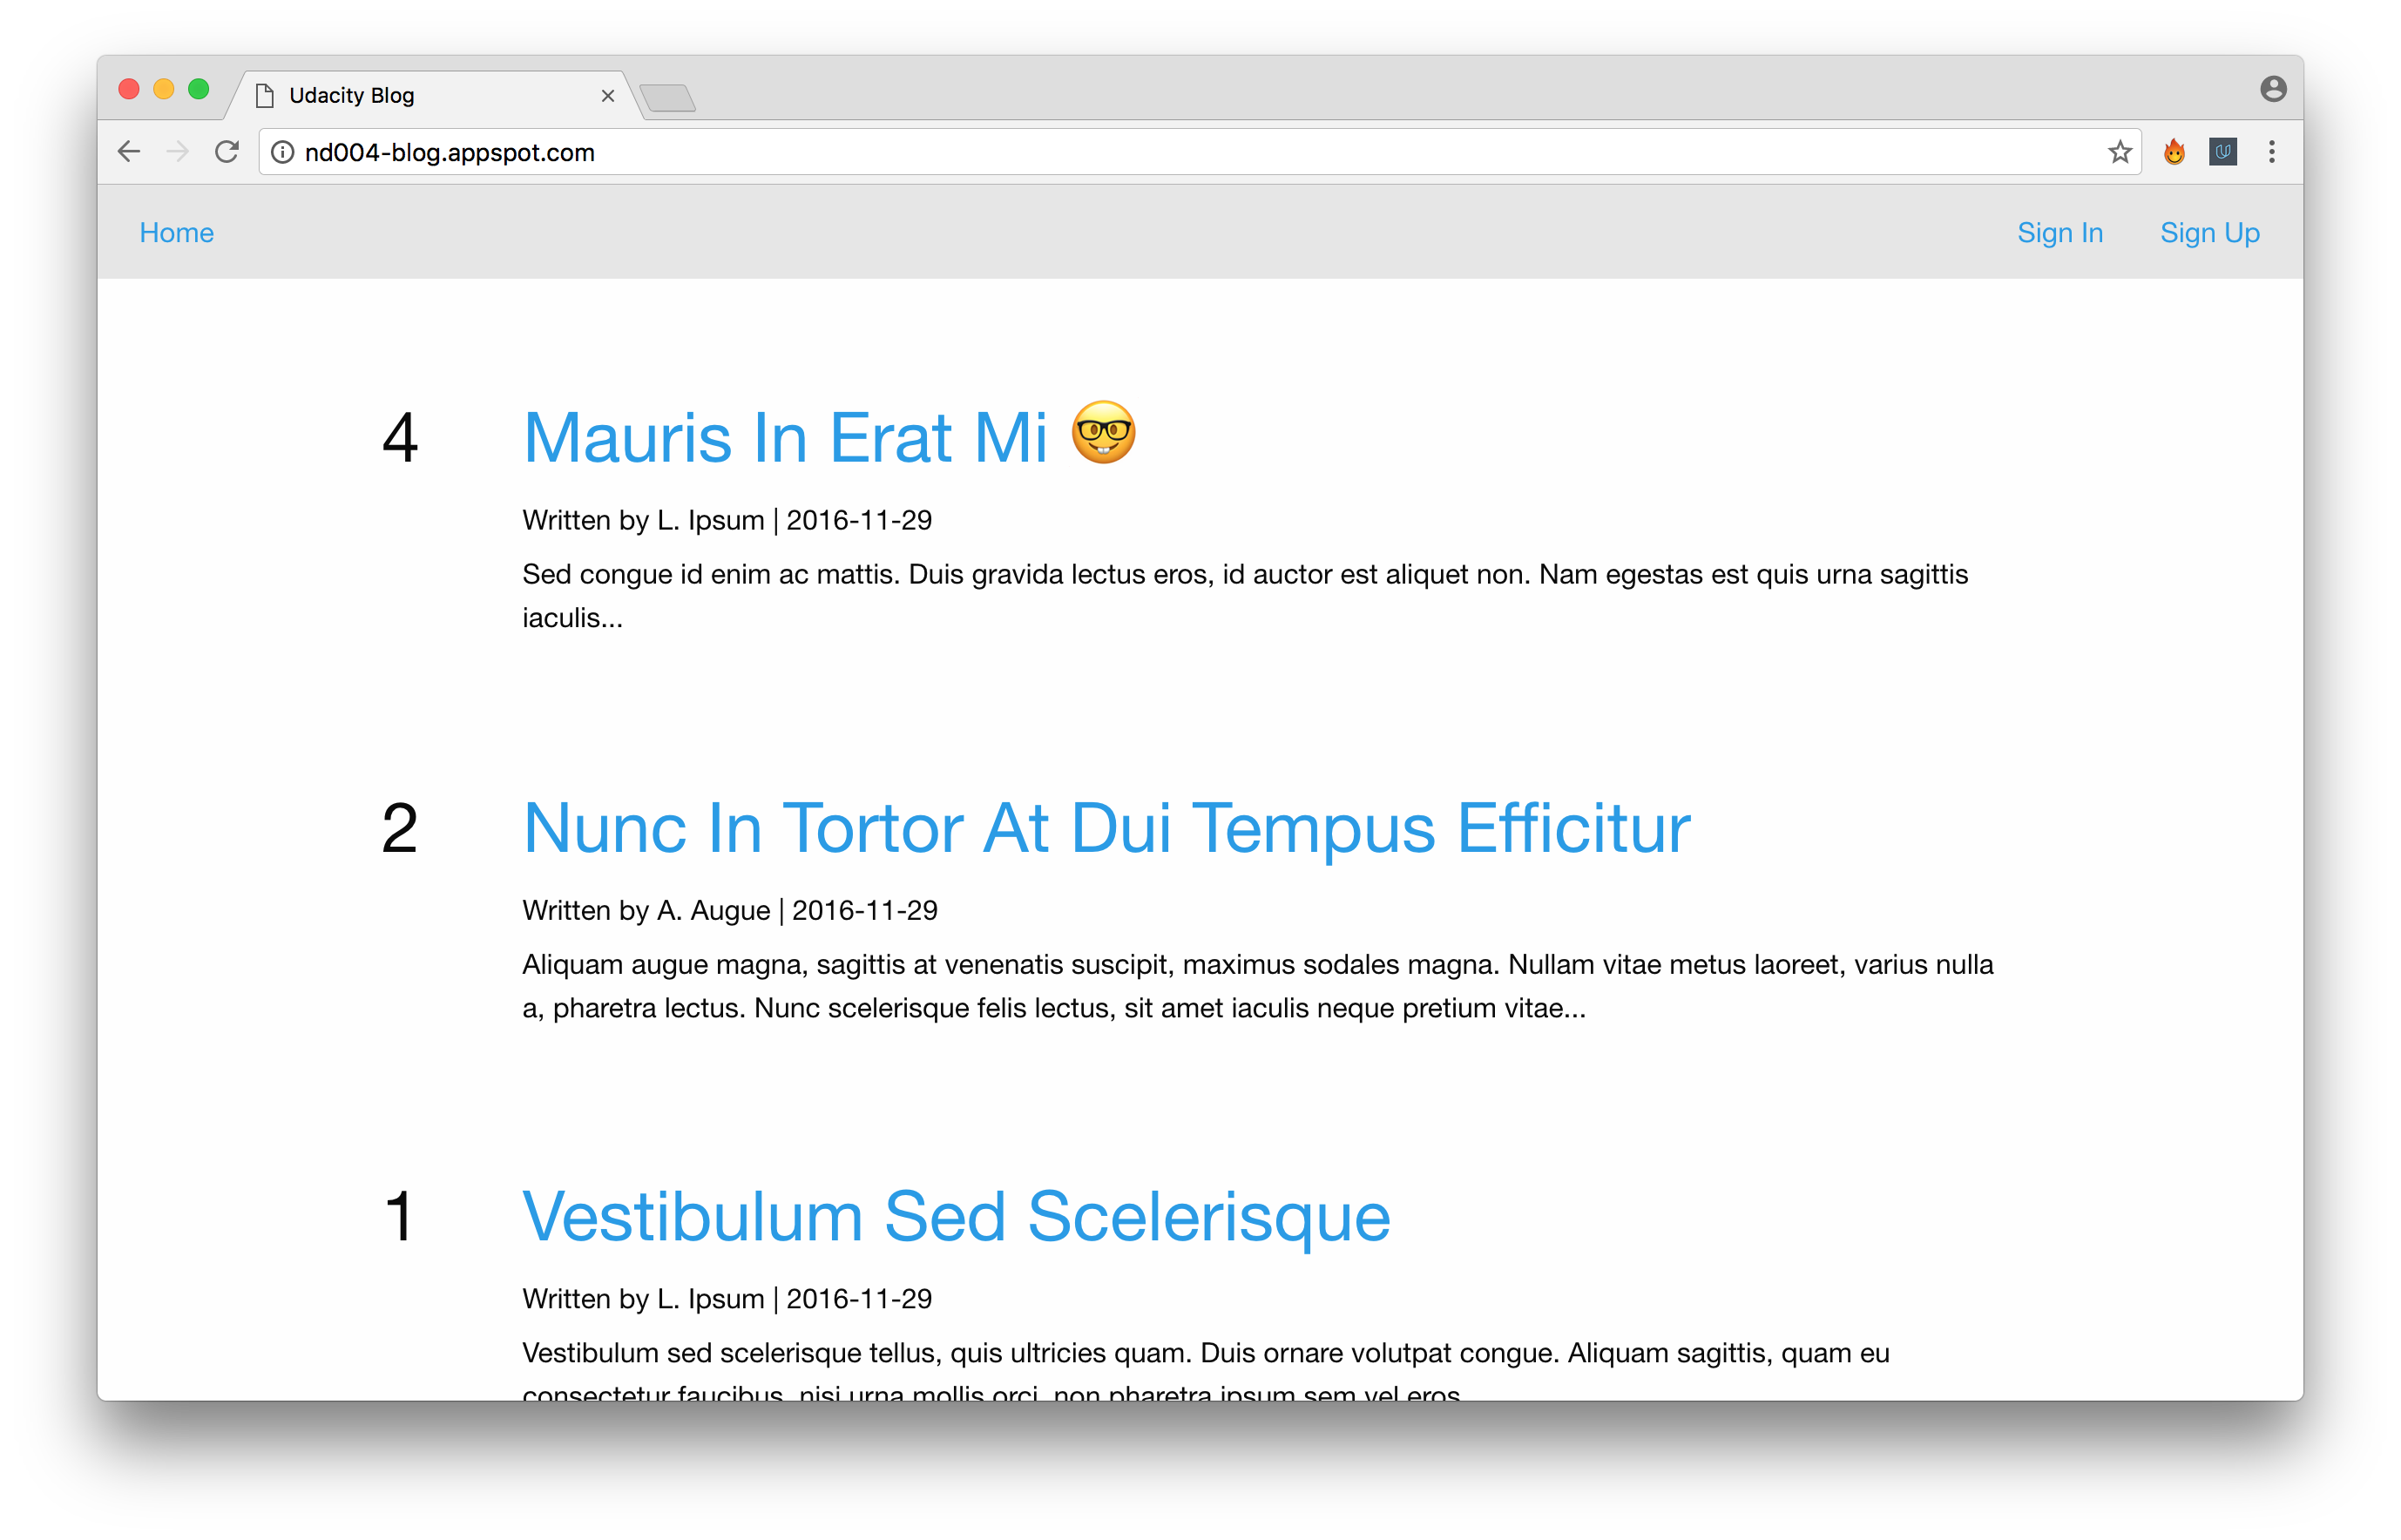 Udacity Blog
nd004-blog.appspot.com
Home Sign In Sign Up
4 Mauris In Erat Mi 🤓
Written by L. Ipsum | 2016-11-29
Sed congue id enim ac mattis. Duis gravida lectus eros, id auctor est aliquet non. Nam egestas est quis urna sagittis
iaculis...
2 Nunc In Tortor At Dui Tempus Efficitur
Written by A. Augue | 2016-11-29
Aliquam augue magna, sagittis at venenatis suscipit, maximus sodales magna. Nullam vitae metus laoreet, varius nulla
a, pharetra lectus. Nunc scelerisque felis lectus, sit amet iaculis neque pretium vitae...
1 Vestibulum Sed Scelerisque
Written by L. Ipsum | 2016-11-29
Vestibulum sed scelerisque tellus, quis ultricies quam. Duis ornare volutpat congue. Aliquam sagittis, quam eu
consectetur faucibus, nisi urna mollis orci, non pharetra ipsum sem vel eros